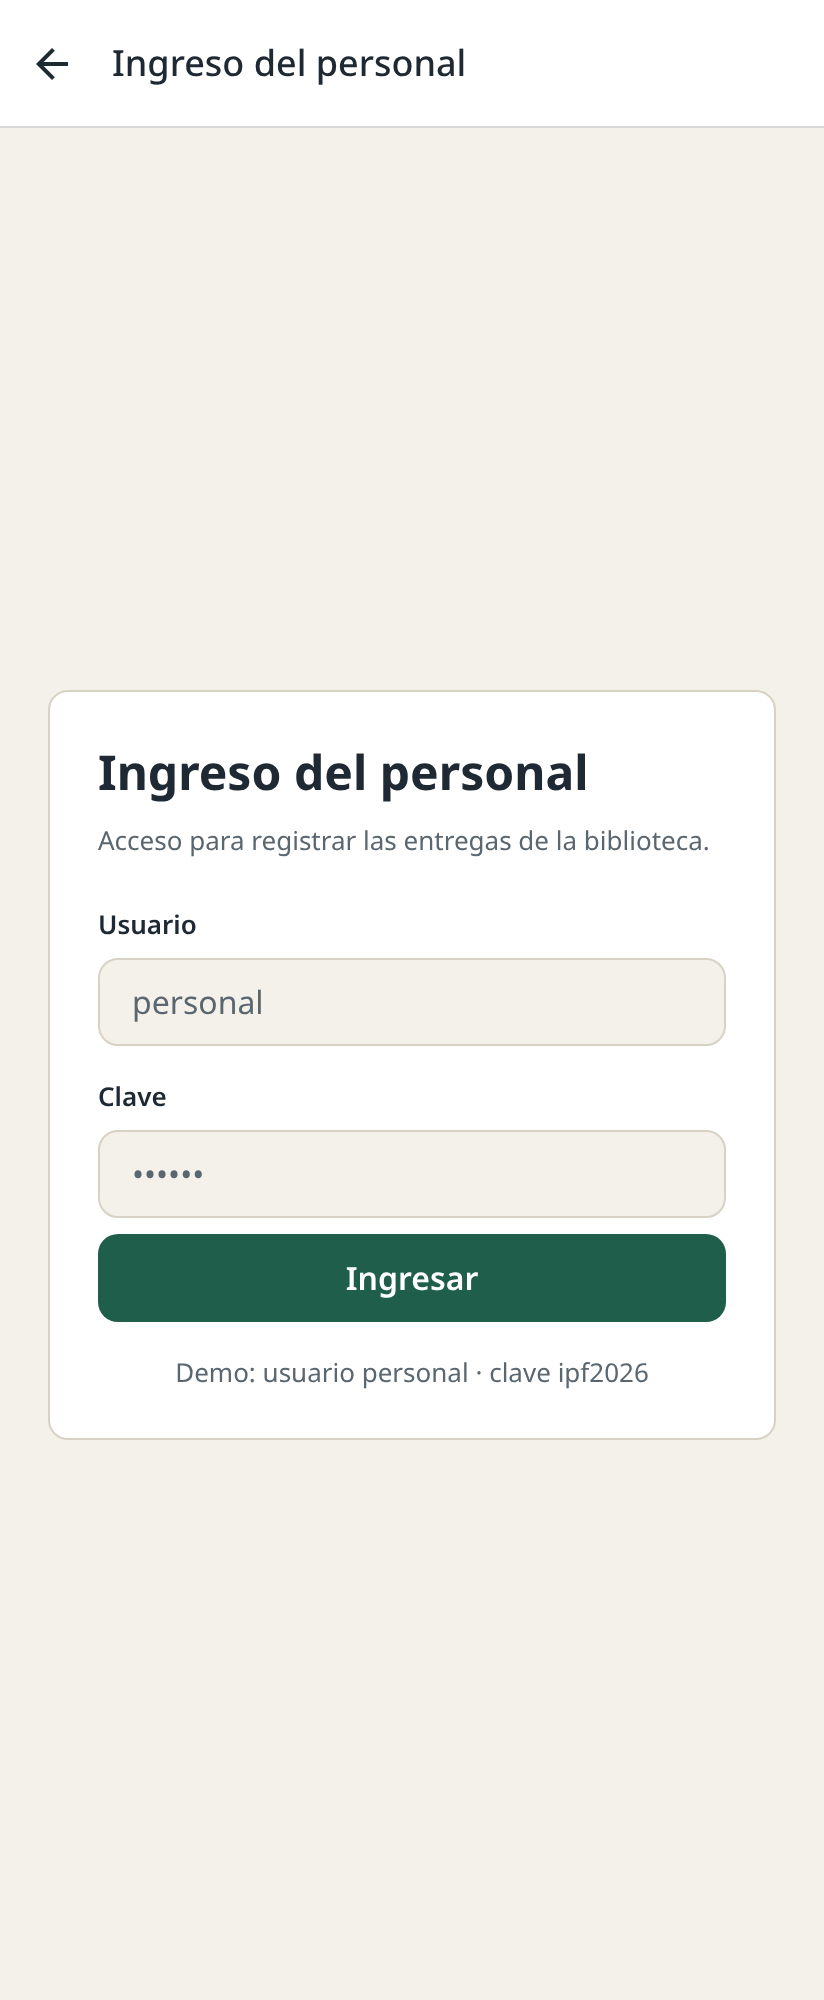 Ingreso del personal
Ingreso del personal
Acceso para registrar las entregas de la biblioteca.
Usuario
personal
Clave
••••••
Ingresar
Demo: usuario personal · clave ipf2026